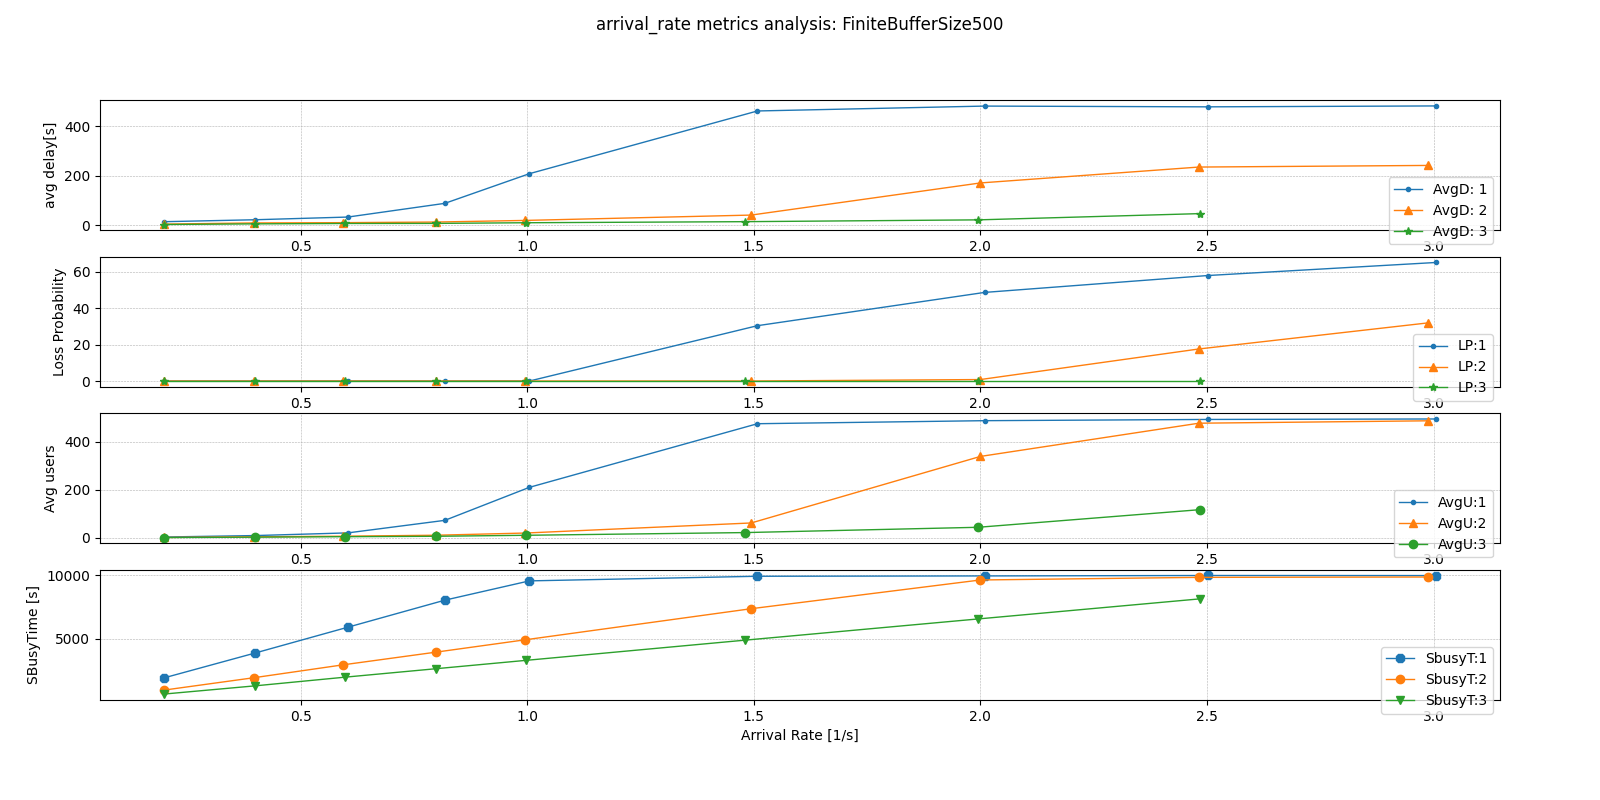 arrival_rate metrics analysis: FiniteBufferSize500
avg delay[s]
400
200
0
0.5 1.0 1.5 2.0 2.5 3.0
AvgD: 1
AvgD: 2
AvgD: 3
Loss Probability
60
40
20
0
0.5 1.0 1.5 2.0 2.5 3.0
LP:1
LP:2
LP:3
Avg users
400
200
0
0.5 1.0 1.5 2.0 2.5 3.0
AvgU:1
AvgU:2
AvgU:3
SBusyTime [s]
10000
5000
0.5 1.0 1.5 2.0 2.5 3.0
SbusyT:1
SbusyT:2
SbusyT:3
Arrival Rate [1/s]